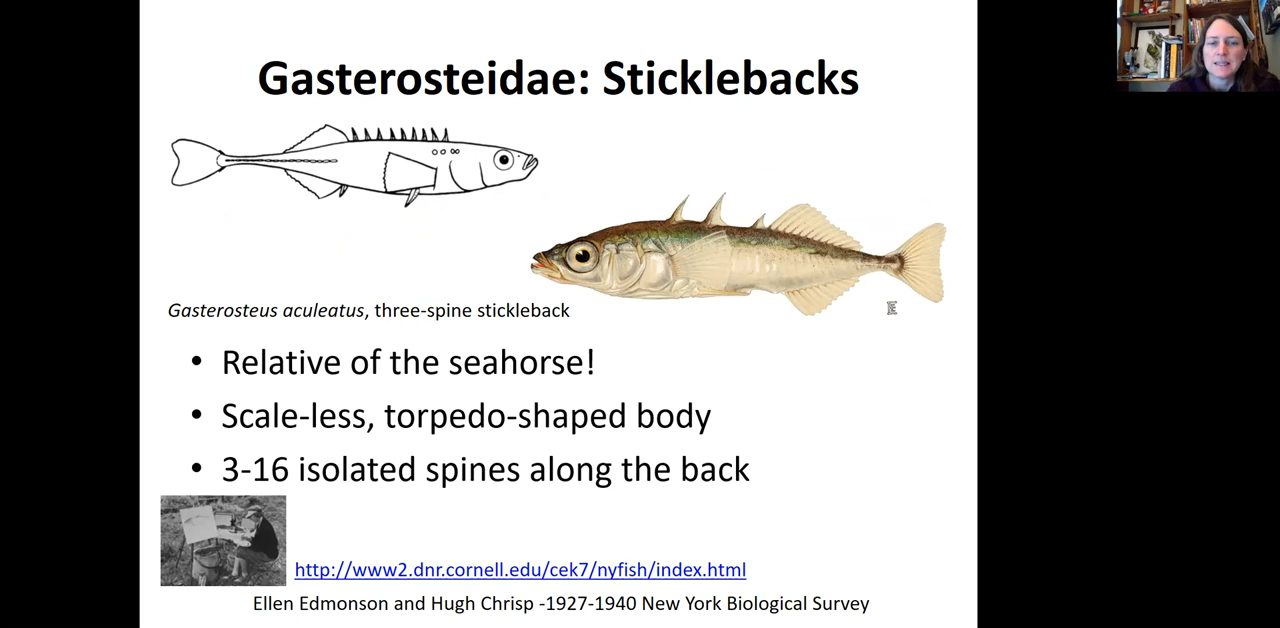 Gasterosteidae: Sticklebacks
Gasterosteus aculeatus, three-spine stickleback
• Relative of the seahorse!
• Scale-less, torpedo-shaped body
• 3-16 isolated spines along the back
http://www2.dnr.cornell.edu/cek7/nyfish/index.html
Ellen Edmonson and Hugh Chrisp -1927-1940 New York Biological Survey